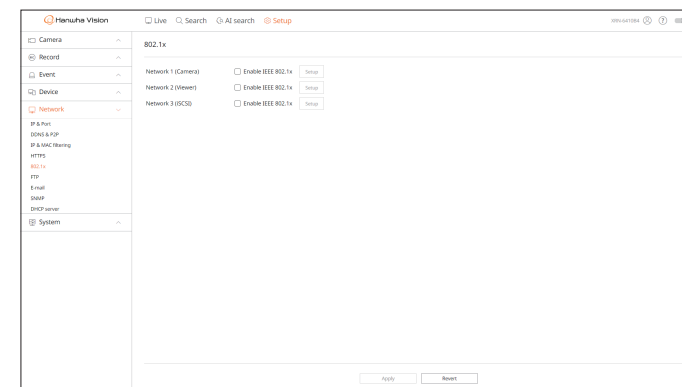 Hanwha Vision
Live Search AI search Setup
XRN-6410B4
Camera
Record
Event
Device
Network
IP & Port
DDNS & P2P
IP & MAC filtering
HTTPS
802.1x
FTP
E-mail
SNMP
DHCP server
System
802.1x
Network 1 (Camera) Enable IEEE 802.1x Setup
Network 2 (Viewer) Enable IEEE 802.1x Setup
Network 3 (iSCSI) Enable IEEE 802.1x Setup
Apply Revert